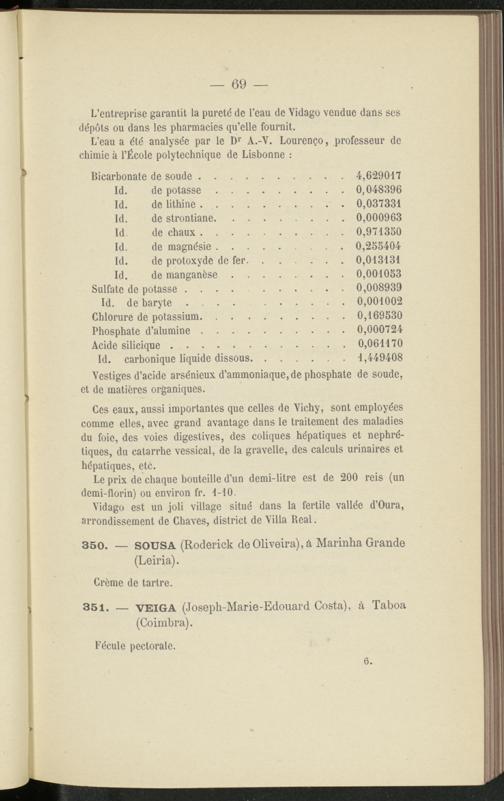 — 69 —
L'entreprise garantit la pureté de l'eau de Vidago vendue dans ses
dépôts ou dans les pharmacies qu'elle fournit.
L'eau a été analysée par le Dr A.-V. Lourenço, professeur de
chimie à l'École polytechnique de Lisbonne :
Bicarbonate de soude . . . . . . . . . . 4,629017
Id. de potasse . . . . . . . . . 0,048396
Id. de lithine . . . . . . . . . . 0,037331
Id. de strontiane. . . . . . . . . 0,000963
Id. de chaux . . . . . . . . . . 0,971350
Id. de magnésie . . . . . . . . . 0,255404
Id. de protoxyde de fer. . . . . . . 0,013131
Id. de manganèse . . . . . . . . 0,001053
Sulfate de potasse . . . . . . . . . . . 0,008939
Id. de baryte . . . . . . . . . . . 0,001002
Chlorure de potassium. . . . . . . . . . 0,169530
Phosphate d'alumine . . . . . . . . . . 0,000724
Acide silicique . . . . . . . . . . . . 0,061170
Id. carbonique liquide dissous. . . . . . . 1,449408
Vestiges d'acide arsénieux d'ammoniaque, de phosphate de soude,
et de matières organiques.
Ces eaux, aussi importantes que celles de Vichy, sont employées
comme elles, avec grand avantage dans le traitement des maladies
du foie, des voies digestives, des coliques hépatiques et nephré-
tiques, du catarrhe vessical, de la gravelle, des calculs urinaires et
hépatiques, etc.
Le prix de chaque bouteille d'un demi-litre est de 200 reis (un
demi-florin) ou environ fr. 1-10.
Vidago est un joli village situé dans la fertile vallée d'Oura,
arrondissement de Chaves, district de Villa Real.
350. — SOUSA (Roderick de Oliveira), à Marinha Grande
(Leiria).
Crème de tartre.
351. — VEIGA (Joseph-Marie-Edouard Costa), à Taboa
(Coimbra).
Fécule pectorale.
6.